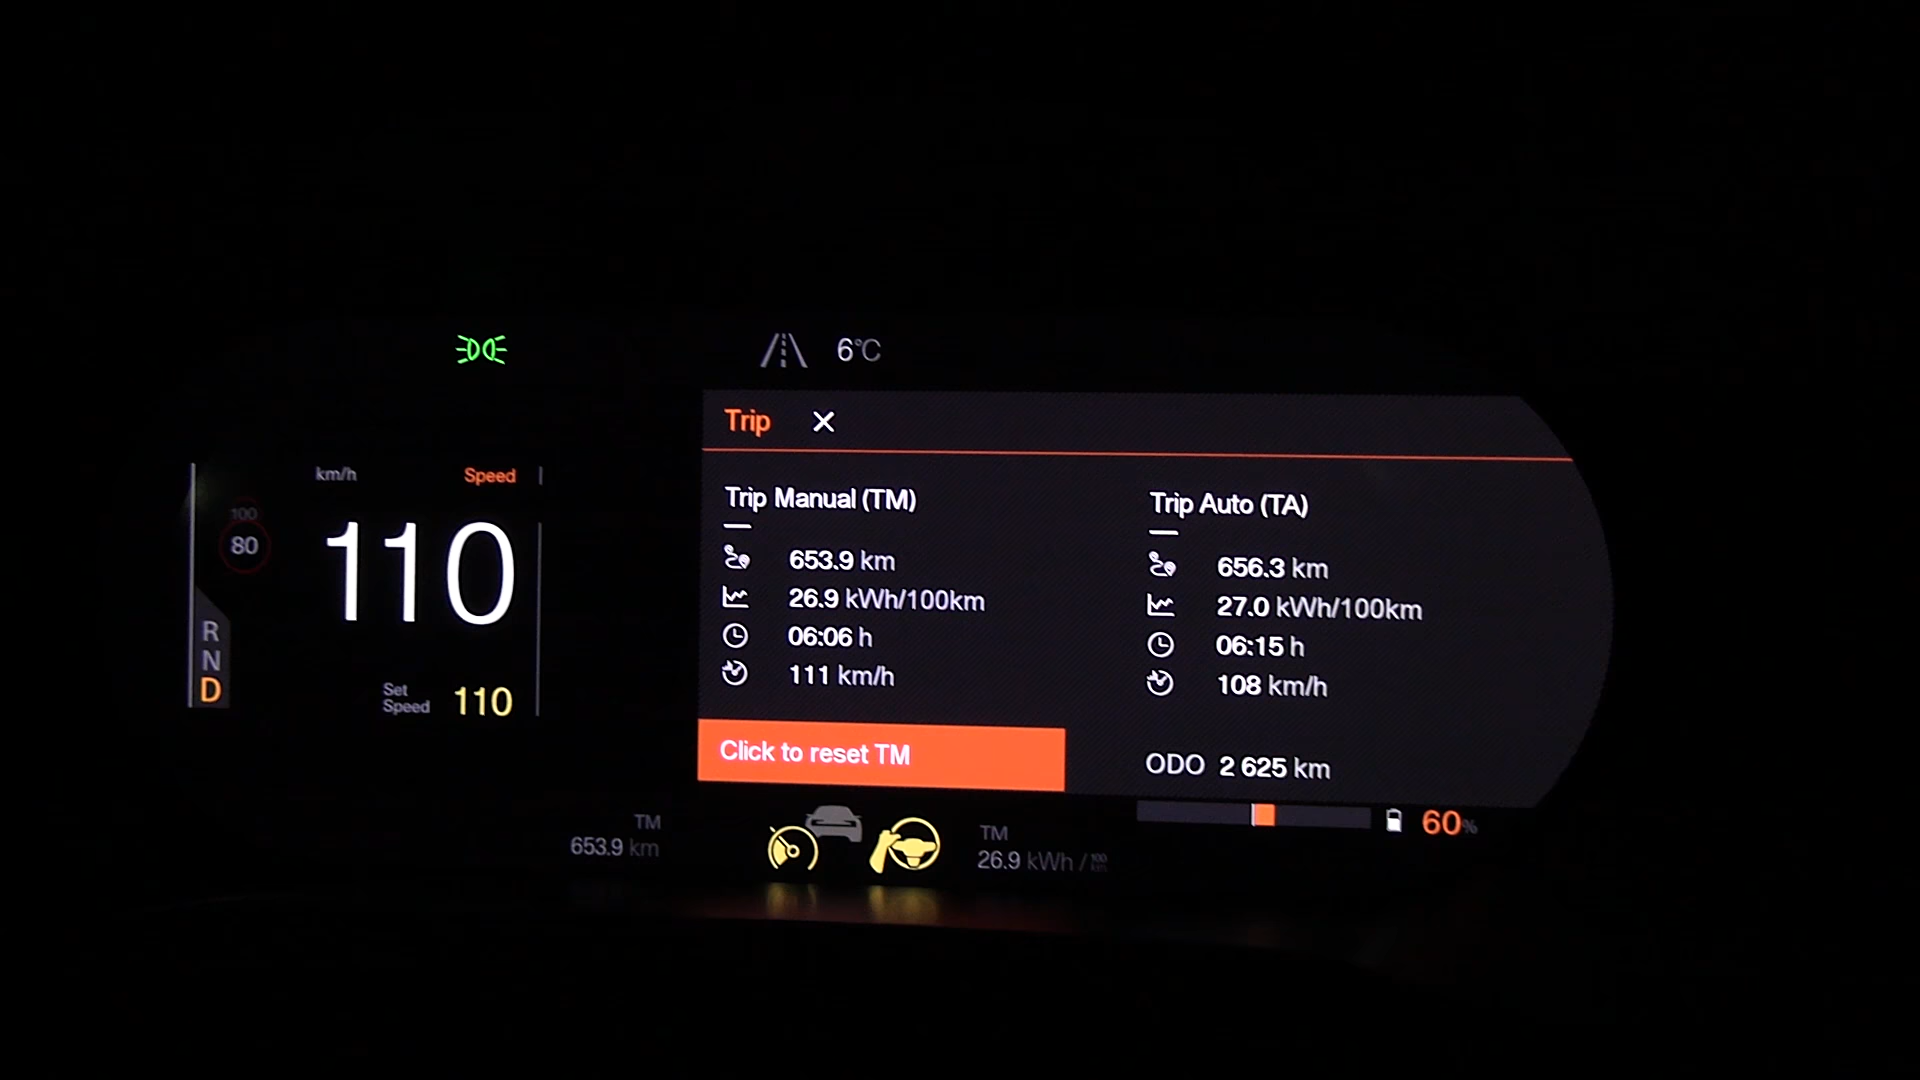 6°C
Trip
km/h Speed
100
80
110
R
N
D
Set
Speed
110
Trip Manual (TM)
653.9 km
26.9 kWh/100km
06:06 h
111 km/h
Click to reset TM
Trip Auto (TA)
656.3 km
27.0 kWh/100km
06:15 h
108 km/h
ODO 2 625 km
TM
653.9 km
TM
26.9 kWh / 100 km
60%